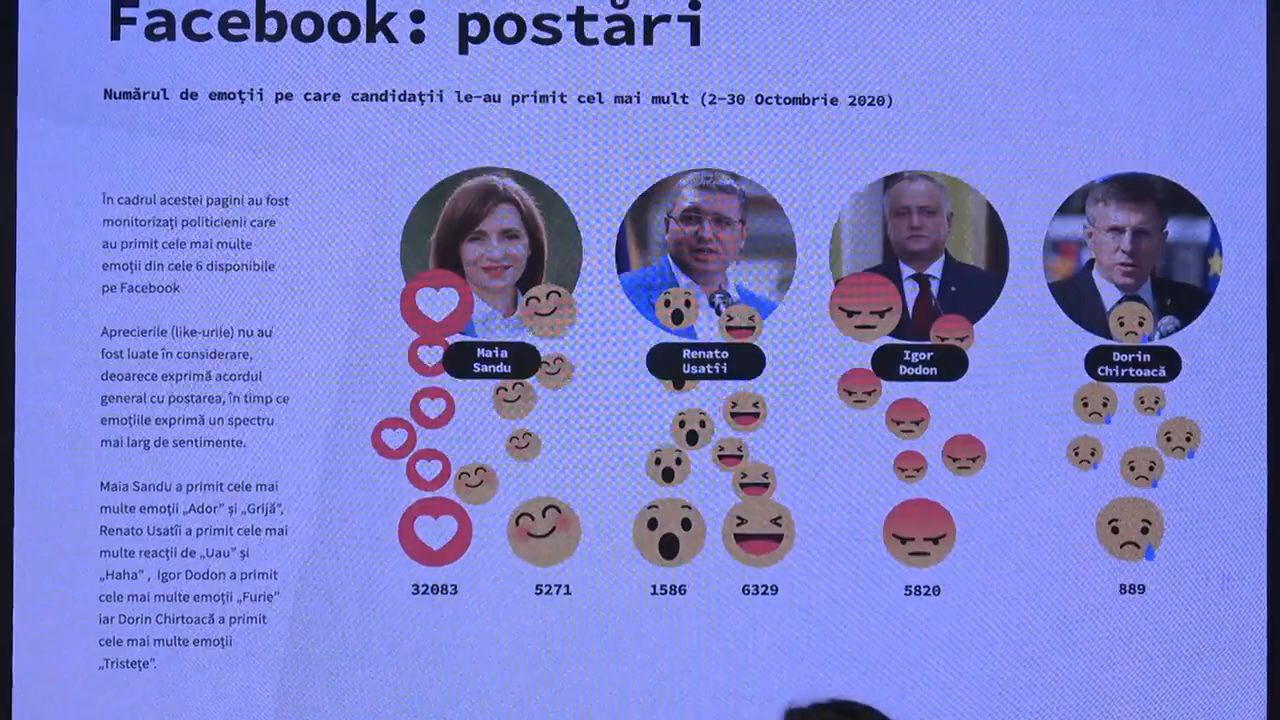 Facebook: postări
Numărul de emoții pe care candidații le-au primit cel mai mult (2-30 Octombrie 2020)
În cadrul acestei pagini au fost
monitorizați politicienii care
au primit cele mai multe
emoții din cele 6 disponibile
pe Facebook
Aprecierile (like-urile) nu au
fost luate în considerare,
deoarece exprimă acordul
general cu postarea, în timp ce
emoțiile exprimă un spectru
mai larg de sentimente.
Maia Sandu a primit cele mai
multe emoții „Ador” și „Grijă”,
Renato Usatîi a primit cele mai
multe reacții de „Uau” și
„Haha” , Igor Dodon a primit
cele mai multe emoții „Furie”
iar Dorin Chirtoacă a primit
cele mai multe emoții
„Tristețe”.
Maia
Sandu
Renato
Usatîi
Igor
Dodon
Dorin
Chirtoacă
32083
5271
1586
6329
5820
889